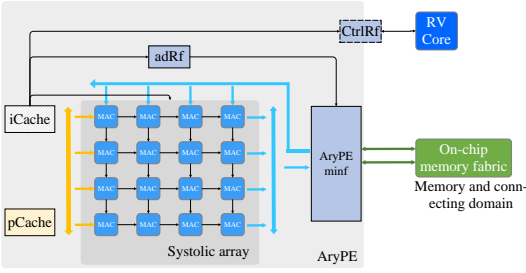 CtrlRf
RV
Core
adRf
iCache
MAC MAC MAC MAC
MAC MAC MAC MAC
MAC MAC MAC MAC
MAC MAC MAC MAC
AryPE
minf
On-chip
memory fabric
Memory and conn-
ecting domain
pCache
Systolic array
AryPE